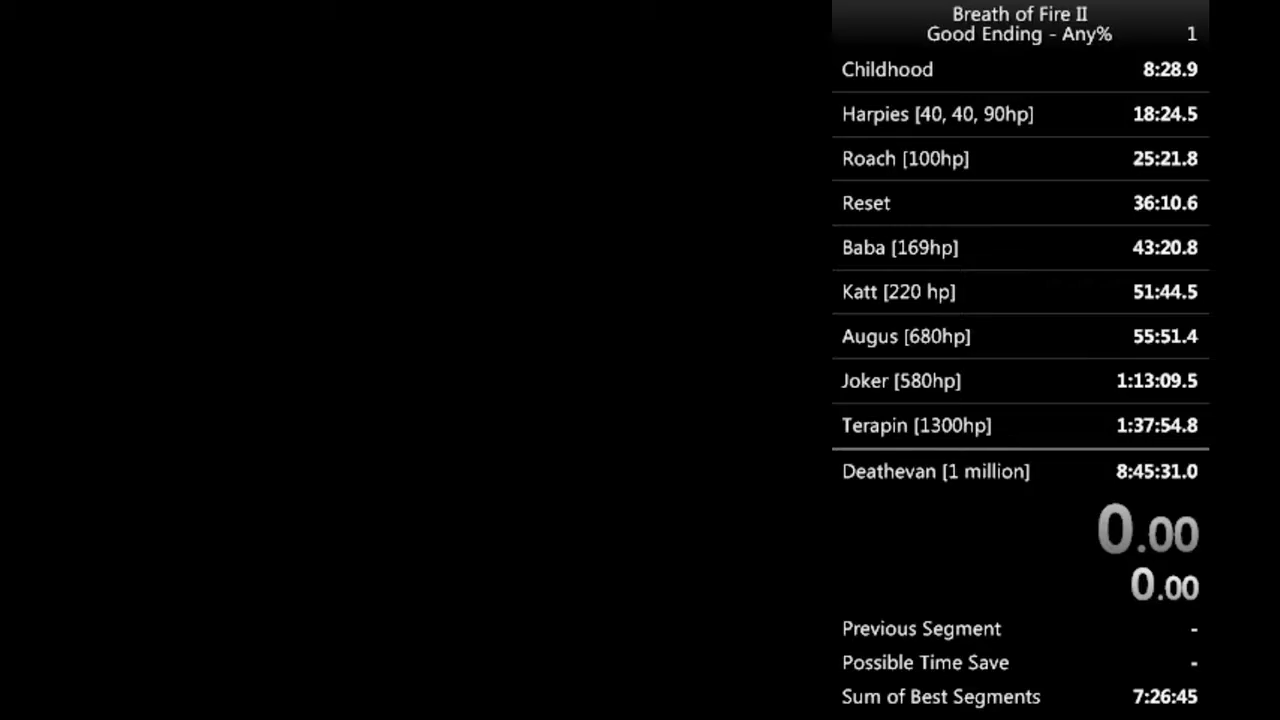 Breath of Fire II
Good Ending - Any% 1
Childhood 8:28.9
Harpies [40, 40, 90hp] 18:24.5
Roach [100hp] 25:21.8
Reset 36:10.6
Baba [169hp] 43:20.8
Katt [220 hp] 51:44.5
Augus [680hp] 55:51.4
Joker [580hp] 1:13:09.5
Terapin [1300hp] 1:37:54.8
Deathevan [1 million] 8:45:31.0
0.00
0.00
Previous Segment -
Possible Time Save -
Sum of Best Segments 7:26:45